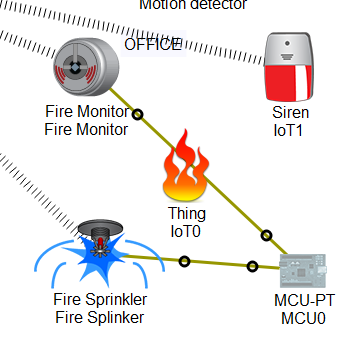 Motion detector
OFFICE
Fire Monitor
Fire Monitor
Siren
IoT1
Thing
IoT0
Fire Sprinkler
Fire Splinker
MCU-PT
MCU0